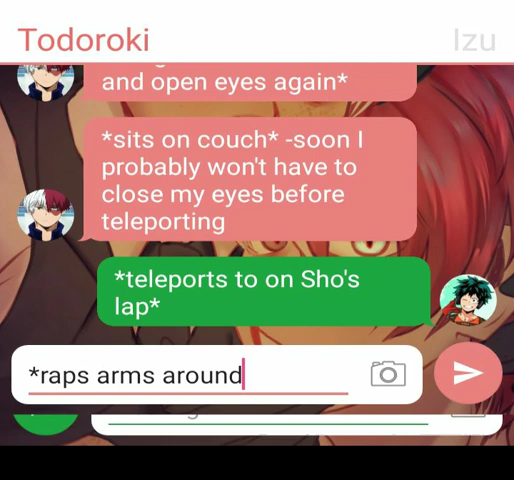 Todoroki
Izu
and open eyes again*
*sits on couch* -soon I
probably won't have to
close my eyes before
teleporting
*teleports to on Sho's
lap*
*raps arms around